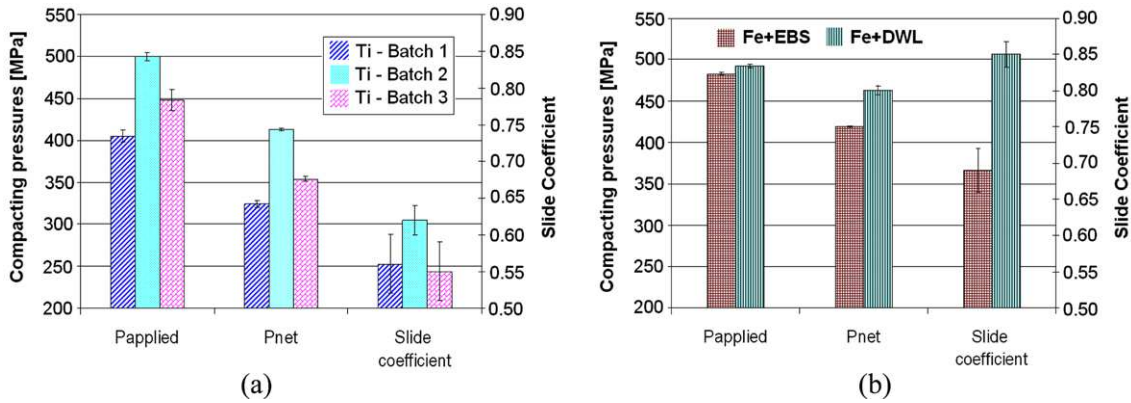 Compacting pressures [MPa]
550
500
450
400
350
300
250
200
0.90
0.85
0.80
0.75
0.70
0.65
0.60
0.55
0.50
Slide Coefficient
Ti - Batch 1
Ti - Batch 2
Ti - Batch 3
Papplied
Pnet
Slide
coefficient
(a)
Compacting pressures [MPa]
550
500
450
400
350
300
250
200
0.90
0.85
0.80
0.75
0.70
0.65
0.60
0.55
0.50
Slide Coefficient
Fe+EBS
Fe+DWL
Papplied
Pnet
Slide
coefficient
(b)